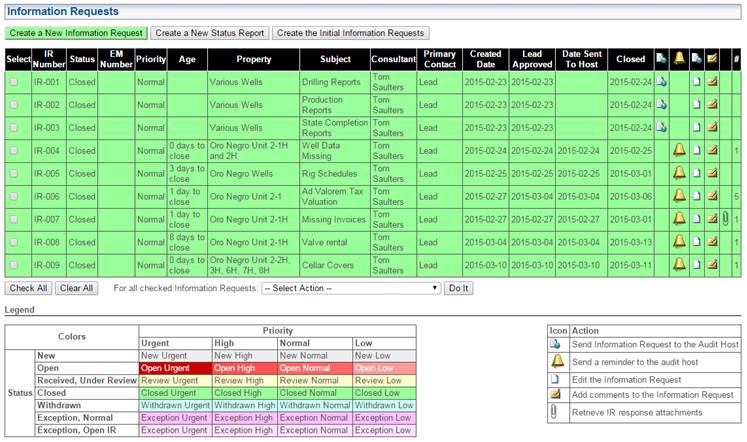 Information Requests
Create a New Information Request Create a New Status Report Create the Initial Information Requests
Select IR Number Status EM Number Priority Age Property Subject Consultant Primary Contact Created Date Lead Approved Date Sent To Host Closed #
IR-001 Closed Normal Various Wells Drilling Reports Tom Saulters Lead 2015-02-23 2015-02-23 2015-02-24
IR-002 Closed Normal Various Wells Production Reports Tom Saulters Lead 2015-02-23 2015-02-23 2015-02-24
IR-003 Closed Normal Various Wells State Completion Reports Tom Saulters Lead 2015-02-23 2015-02-23 2015-02-24
IR-004 Closed Normal 0 days to close Oro Negro Unit 2-1H and 2H Well Data Missing Tom Saulters Lead 2015-02-24 2015-02-24 2015-02-24 2015-02-25 1
IR-005 Closed Normal 3 days to close Oro Negro Wells Rig Schedules Tom Saulters Lead 2015-02-25 2015-02-25 2015-02-25 2015-03-01
IR-006 Closed Normal 1 day to close Oro Negro Unit 2-1 Ad Valorem Tax Valuation Tom Saulters Lead 2015-02-27 2015-03-04 2015-03-04 2015-03-06 5
IR-007 Closed Normal 1 day to close Oro Negro Unit 2-1H Missing Invoices Tom Saulters Lead 2015-02-27 2015-02-27 2015-02-27 2015-03-01 1
IR-008 Closed Normal 8 days to close Oro Negro Unit 2-1H Valve rental Tom Saulters Lead 2015-03-04 2015-03-04 2015-03-04 2015-03-13 1
IR-009 Closed Normal 0 days to close Oro Negro Unit 2-2H, 3H, 6H, 7H, 8H Cellar Covers Tom Saulters Lead 2015-03-10 2015-03-10 2015-03-10 2015-03-11 1
Check All Clear All For all checked Information Requests: -- Select Action -- Do It
Legend
Colors Priority
Urgent High Normal Low
Status New New Urgent New High New Normal New Low
Open Open Urgent Open High Open Normal Open Low
Received, Under Review Review Urgent Review High Review Normal Review Low
Closed Closed Urgent Closed High Closed Normal Closed Low
Withdrawn Withdrawn Urgent Withdrawn High Withdrawn Normal Withdrawn Low
Exception, Normal Exception Urgent Exception High Exception Normal Exception Low
Exception, Open IR Exception Urgent Exception High Exception Normal Exception Low
Icon Action
Send Information Request to the Audit Host
Send a reminder to the audit host
Edit the Information Request
Add comments to the Information Request
Retrieve IR response attachments